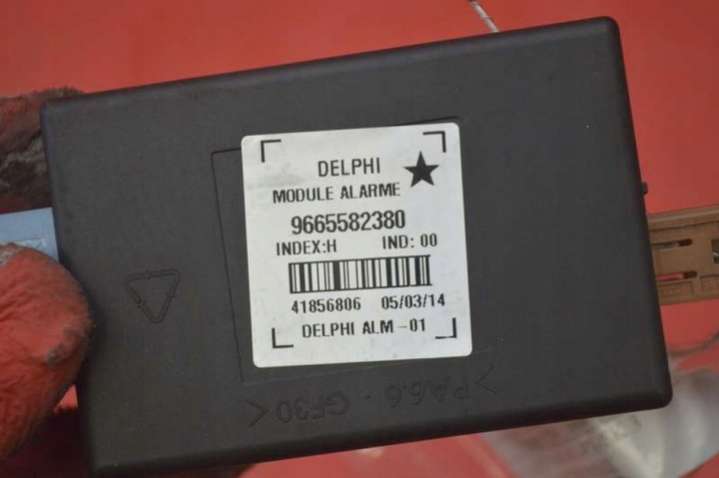 DELPHI
MODULE ALARME
9665582380
INDEX:H IND: 00
41856806 05/03/14
DELPHI ALM -01
>PA6.6 - GF30<